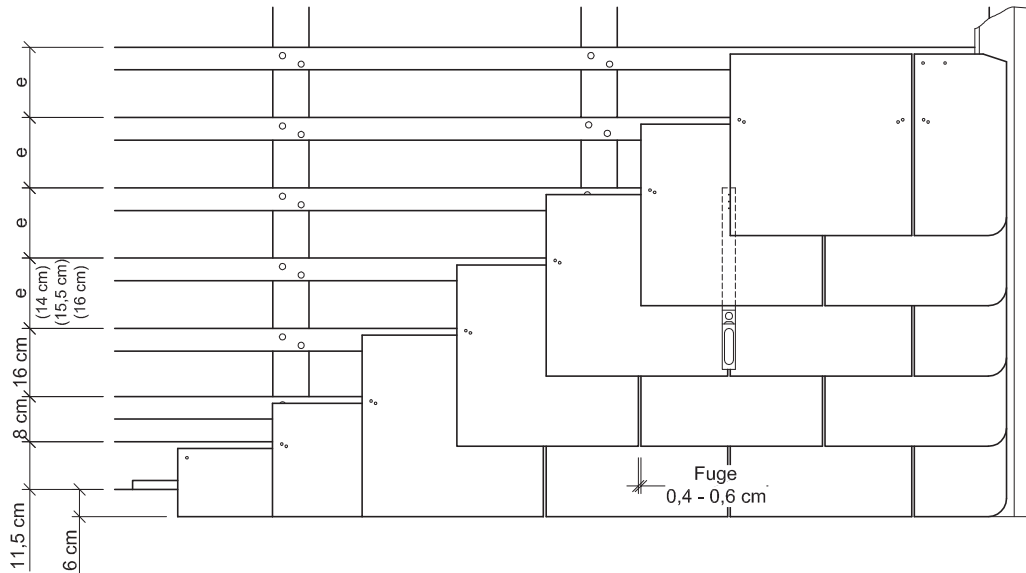 e
e
e
e
(14 cm)
(15,5 cm)
(16 cm)
16 cm
8 cm
11,5 cm
6 cm
Fuge
0,4 - 0,6 cm